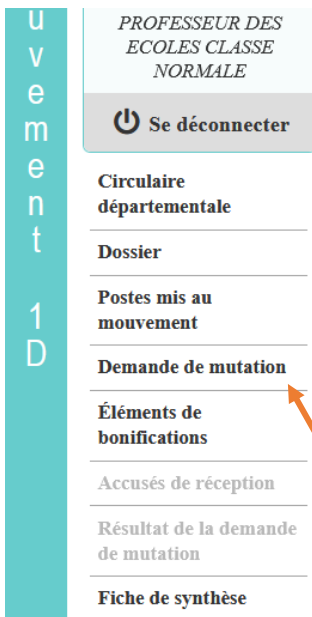 u
v
e
m
e
n
t
1
D
PROFESSEUR DES
ECOLES CLASSE
NORMALE
Se déconnecter
Circulaire
départementale
Dossier
Postes mis au
mouvement
Demande de mutation
Éléments de
bonifications
Accusés de réception
Résultat de la demande
de mutation
Fiche de synthèse